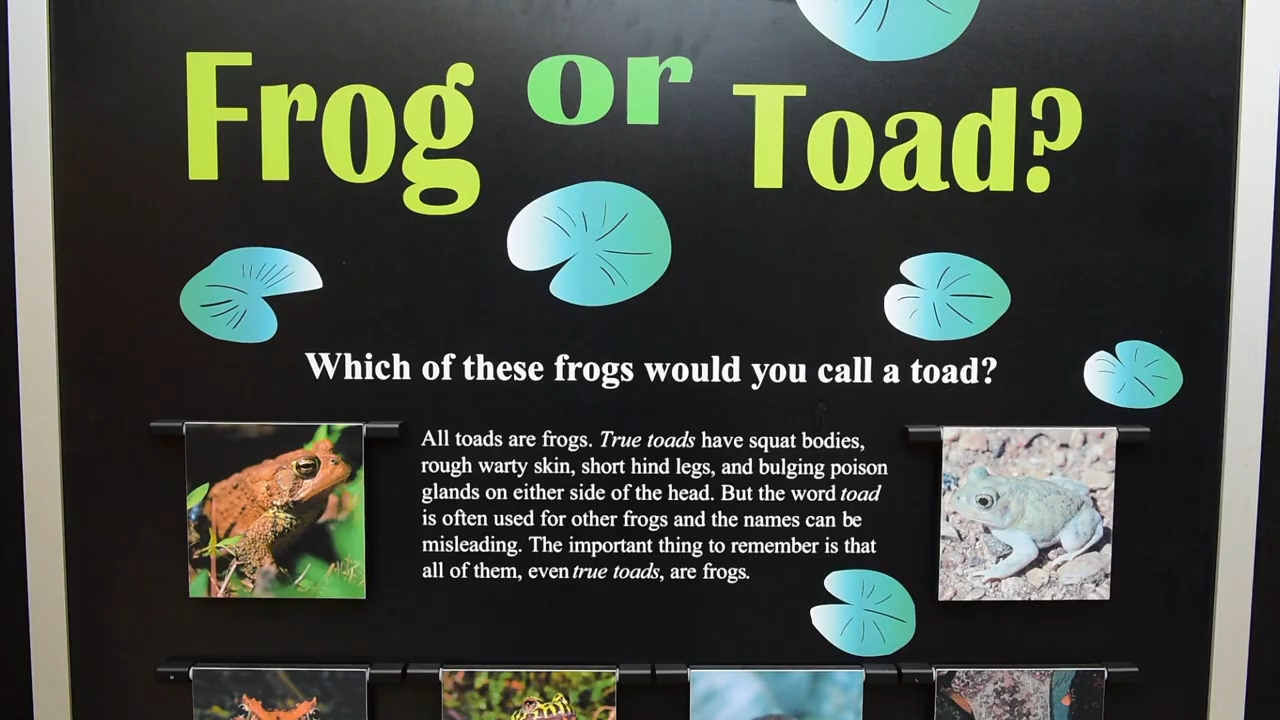 Frog or Toad?
Which of these frogs would you call a toad?
All toads are frogs. True toads have squat bodies,
rough warty skin, short hind legs, and bulging poison
glands on either side of the head. But the word toad
is often used for other frogs and the names can be
misleading. The important thing to remember is that
all of them, even true toads, are frogs.